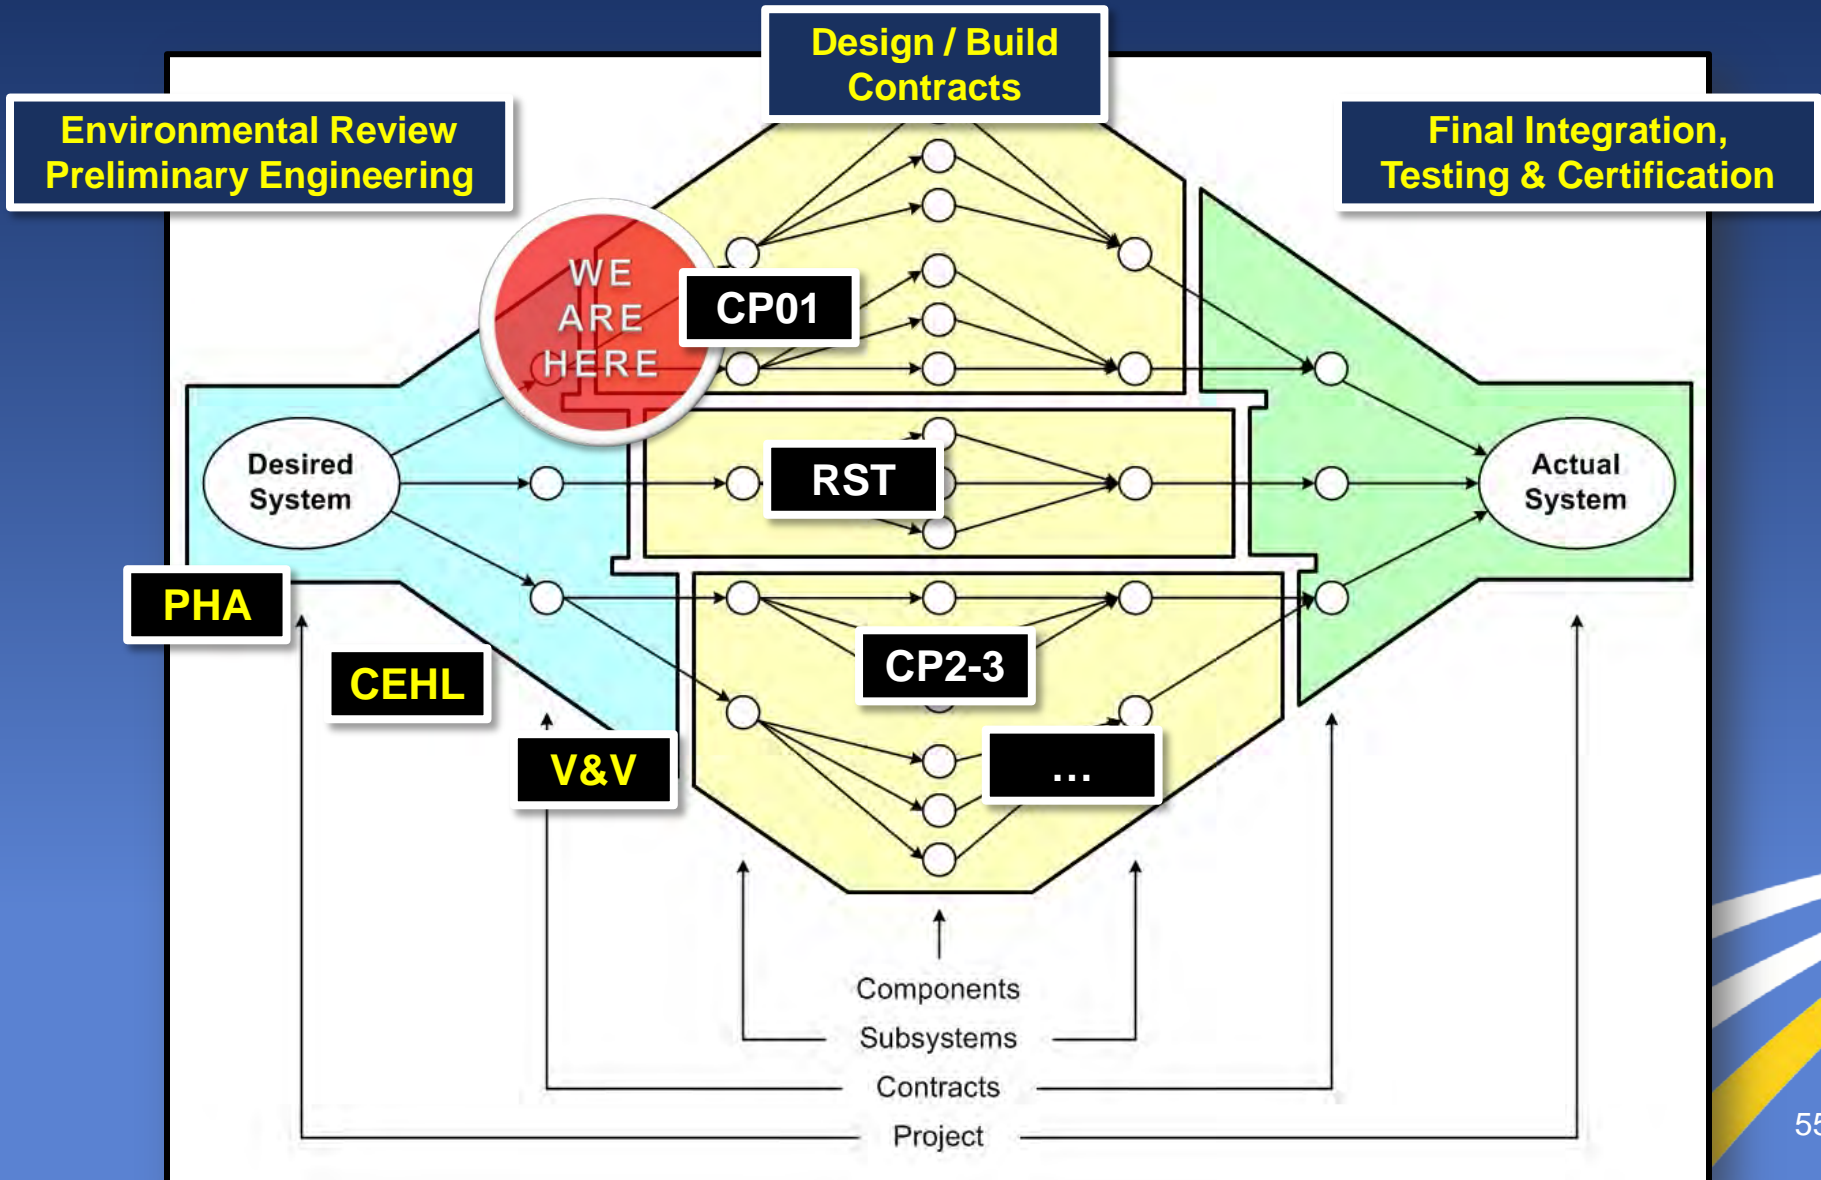 Design / Build
Contracts
Environmental Review
Preliminary Engineering
Final Integration,
Testing & Certification
WE
ARE
HERE
CP01
Desired
System
RST
Actual
System
PHA
CEHL
CP2-3
V&V
...
Components
Subsystems
Contracts
Project
55